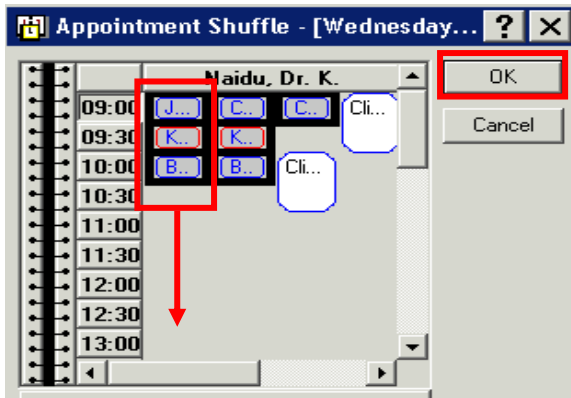 Appointment Shuffle - [Wednesda...
Naidu, Dr. K.
OK
Cancel
09:00 (J...) (C..) (C..) Cli...
09:30 (K..) (K..)
10:00 (B..) (B..) Cli...
10:30
11:00
11:30
12:00
12:30
13:00